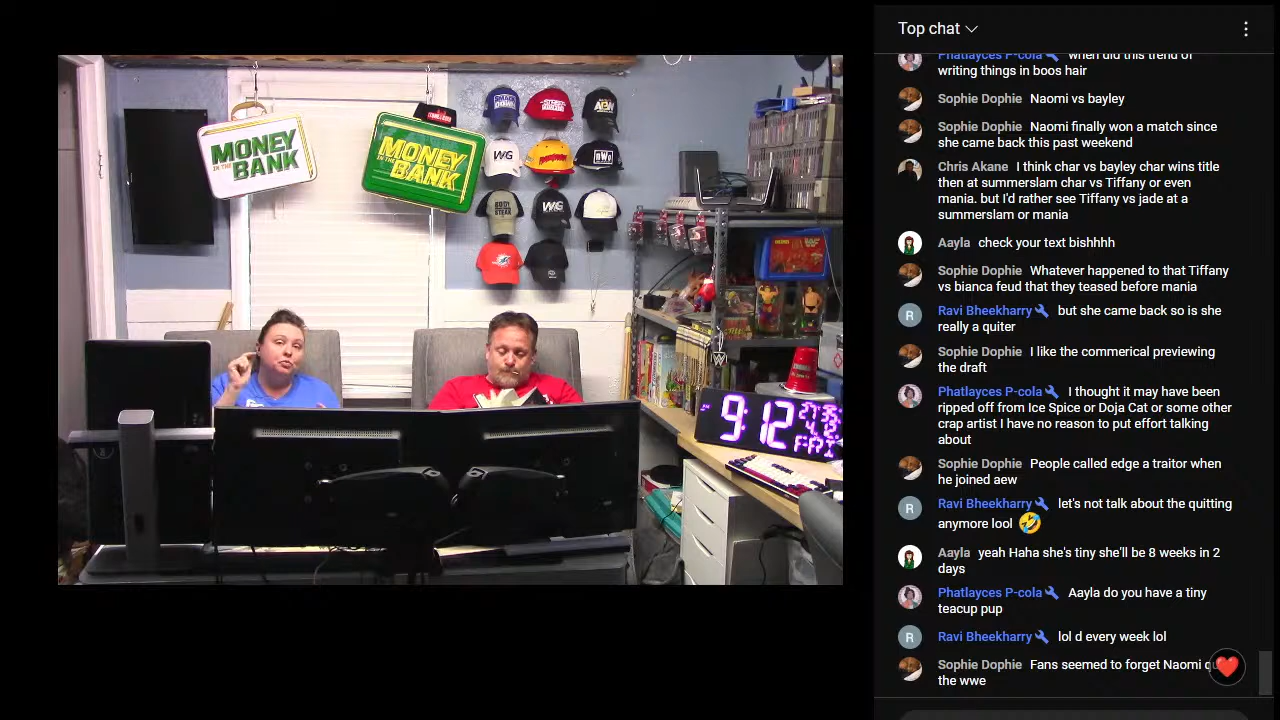 Top chat
Phatlayces P-cola when did this trend of
writing things in boos hair
Sophie Dophie Naomi vs bayley
Sophie Dophie Naomi finally won a match since
she came back this past weekend
Chris Akane I think char vs bayley char wins title
then at summerslam char vs Tiffany or even
mania. but I'd rather see Tiffany vs jade at a
summerslam or mania
Aayla check your text bishhhh
Sophie Dophie Whatever happened to that Tiffany
vs bianca feud that they teased before mania
Ravi Bheekharry but she came back so is she
really a quiter
Sophie Dophie I like the commerical previewing
the draft
Phatlayces P-cola I thought it may have been
ripped off from Ice Spice or Doja Cat or some other
crap artist I have no reason to put effort talking
about
Sophie Dophie People called edge a traitor when
he joined aew
R
Ravi Bheekharry let's not talk about the quitting
anymore lool 🤣
Aayla yeah Haha she's tiny she'll be 8 weeks in 2
days
Phatlayces P-cola Aayla do you have a tiny
teacup pup
R
Ravi Bheekharry lol d every week lol
Sophie Dophie Fans seemed to forget Naomi
the wwe
MONEY
IN THE BANK
MONEY
IN THE BANK
AEW
WG
nWo
BODY
WG
9:12
FRI